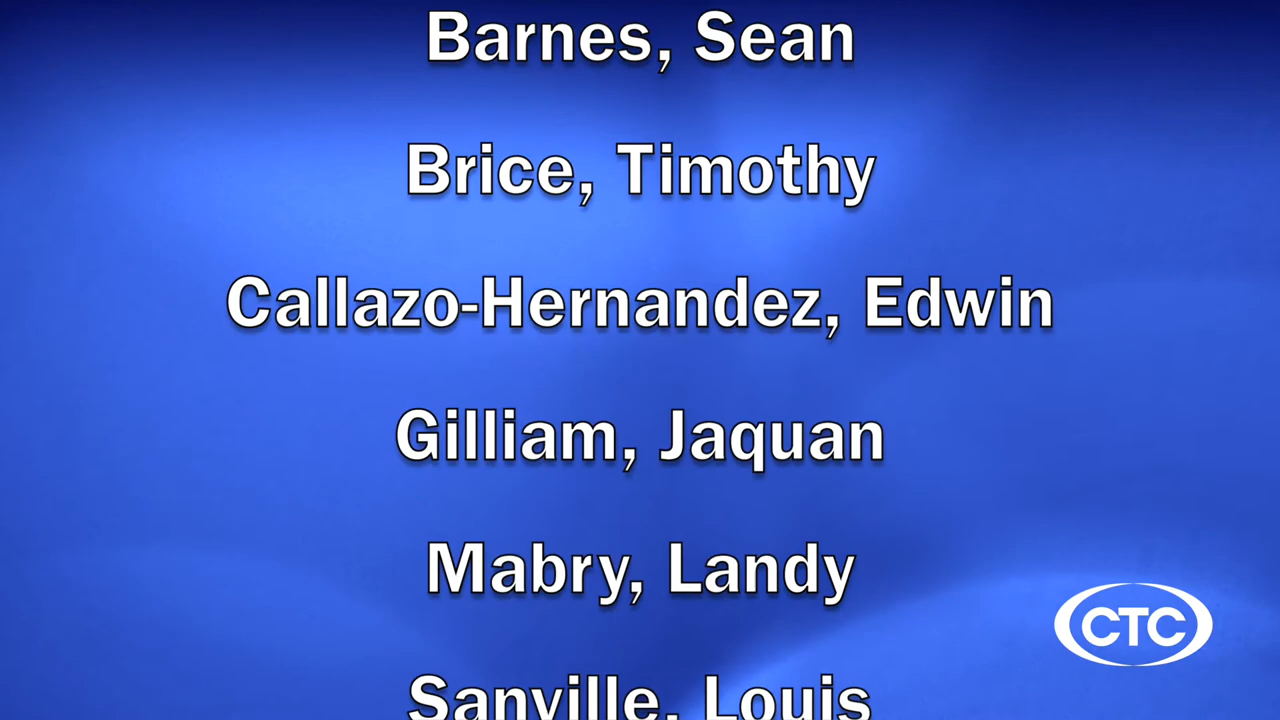 Barnes, Sean
Brice, Timothy
Callazo-Hernandez, Edwin
Gilliam, Jaquan
Mabry, Landy
CTC
Sanville, Louis